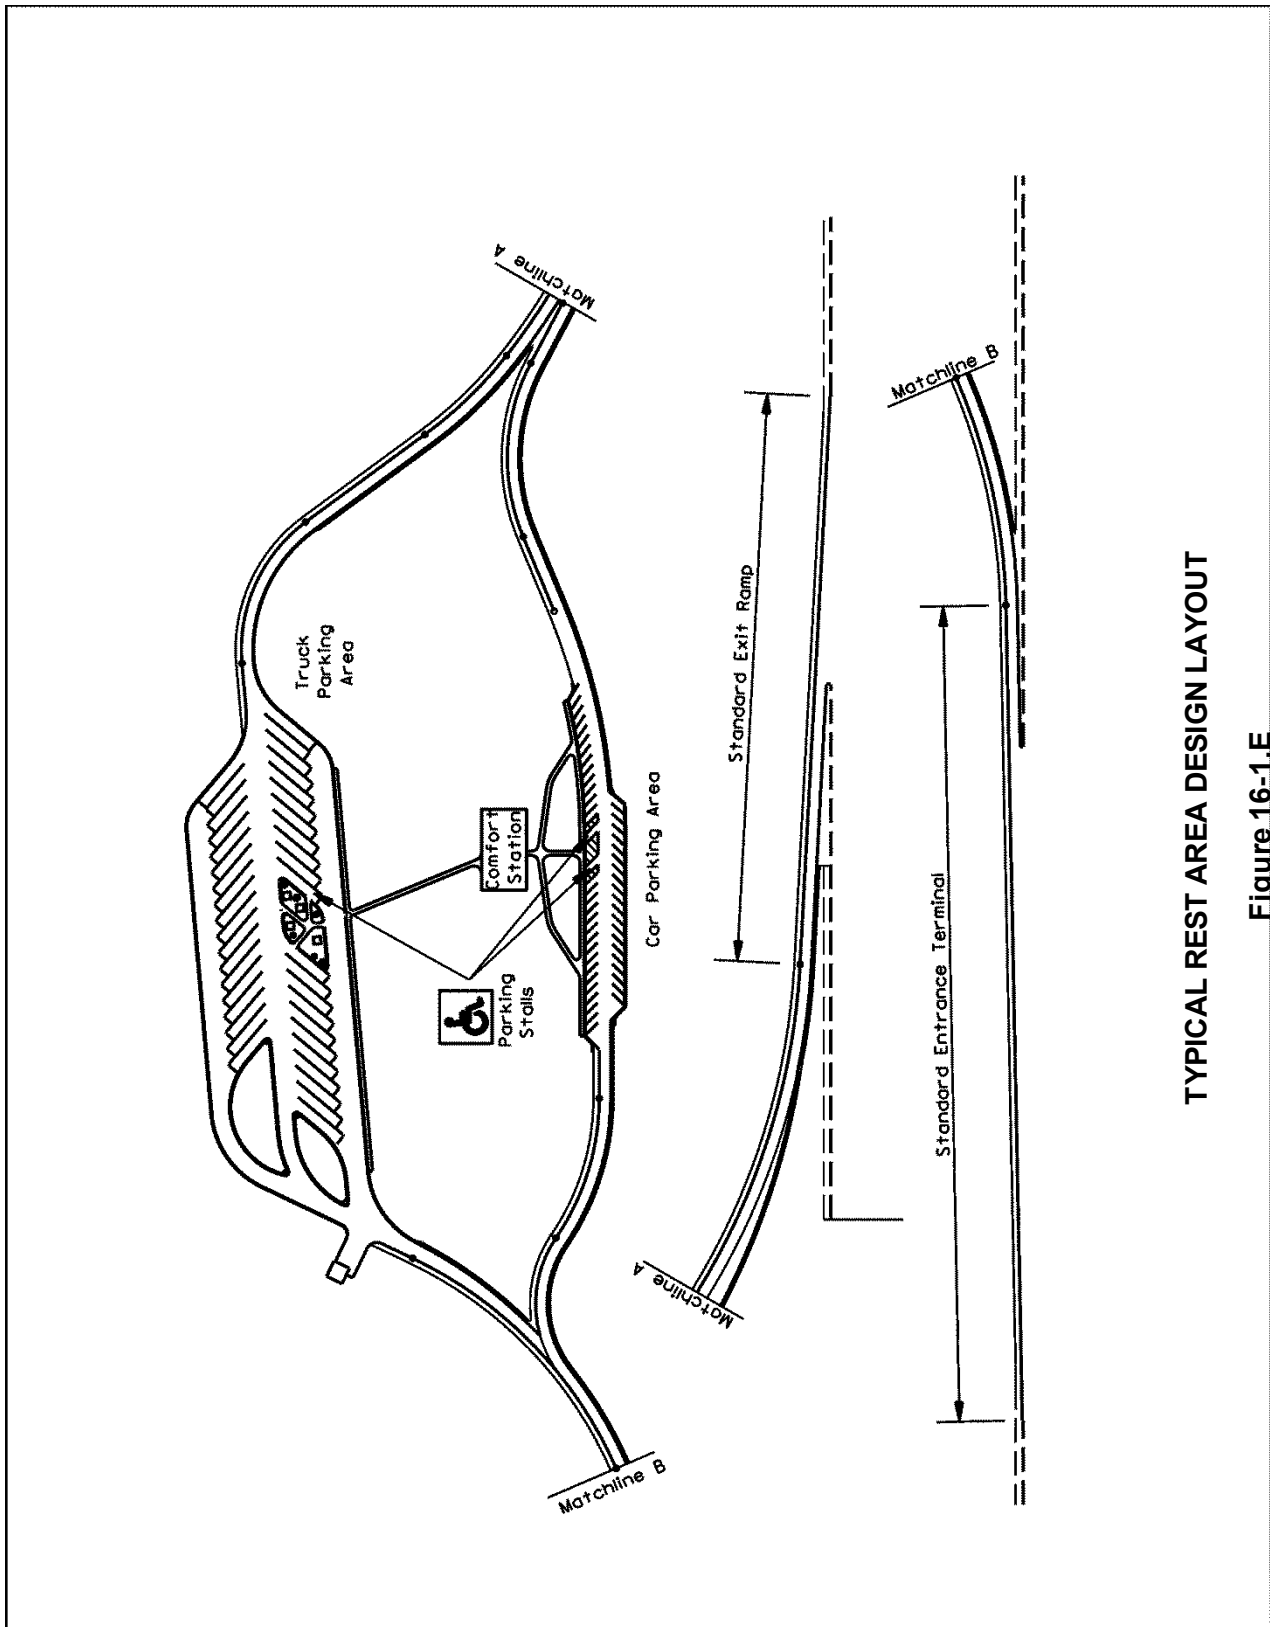 Matchline A
Truck
Parking
Area
Comfort
Station
Car Parking Area
Parking
Stalls
Matchline B
Standard Exit Ramp
Matchline A
Matchline B
Standard Entrance Terminal
TYPICAL REST AREA DESIGN LAYOUT
Figure 16-1.E